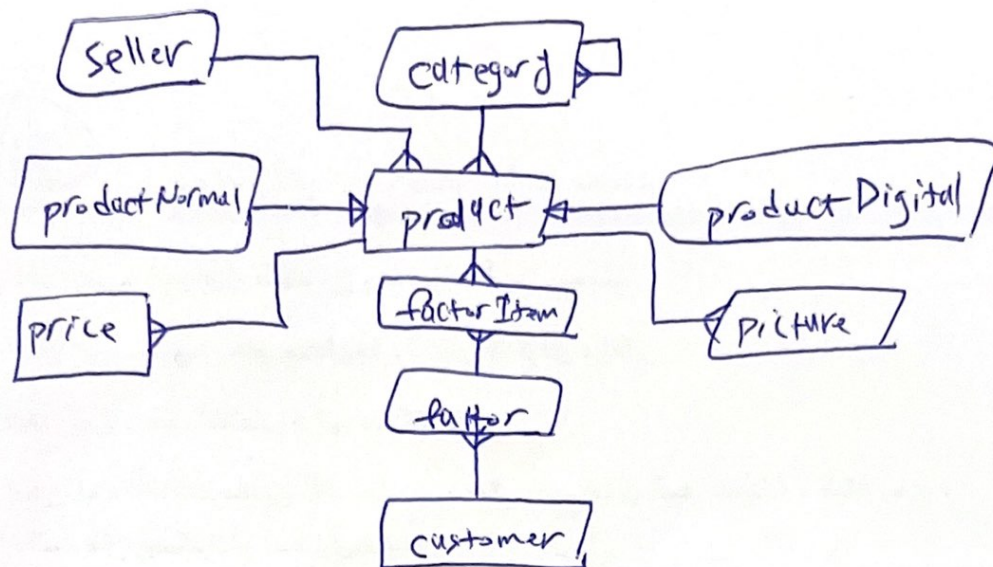 seller
category
productNormal
product
productDigital
price
factorItem
picture
factor
customer